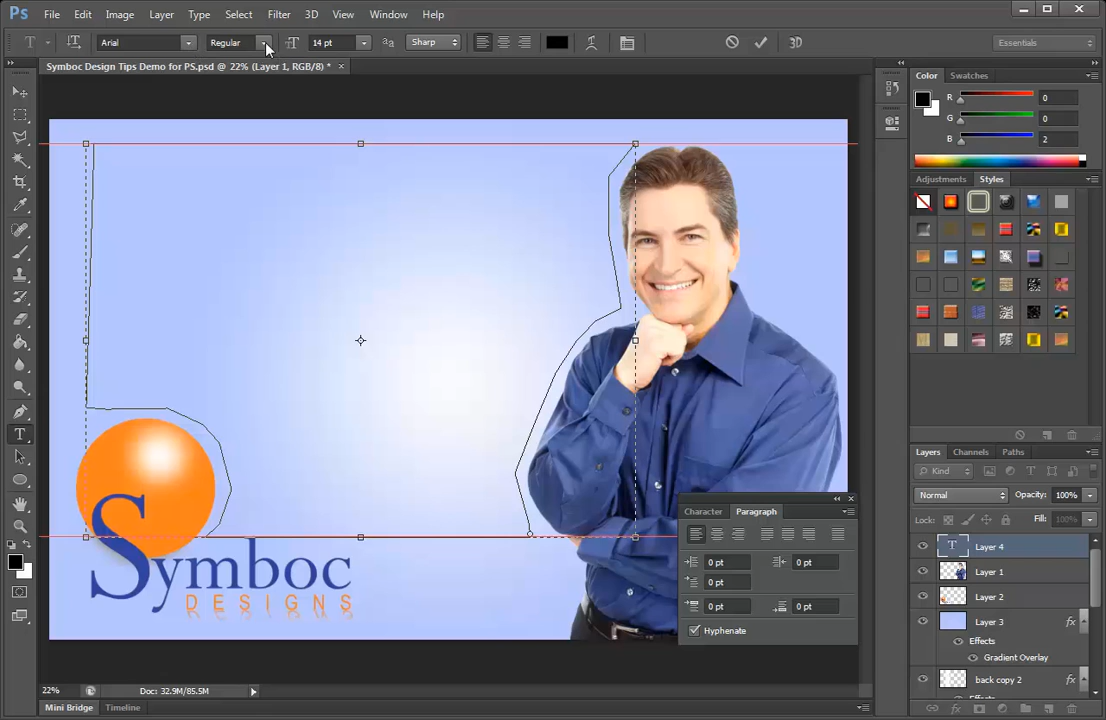 Ps File Edit Image Layer Type Select Filter 3D View Window Help
T Arial Regular 14 pt Sharp 3D Essentials
Symboc Design Tips Demo for PS.psd @ 22% (Layer 1, RGB/8) *
Color Swatches
R 0
G 0
B 2
Adjustments Styles
Symboc
DESIGNS
Character Paragraph
0 pt 0 pt
0 pt
0 pt 0 pt
Hyphenate
Layers Channels Paths
Kind
Normal Opacity: 100%
Lock: Fill: 100%
T Layer 4
Layer 1
Layer 2
Layer 3 fx
Effects
Gradient Overlay
back copy 2 fx
22% Doc: 32.9M/85.5M
Mini Bridge Timeline